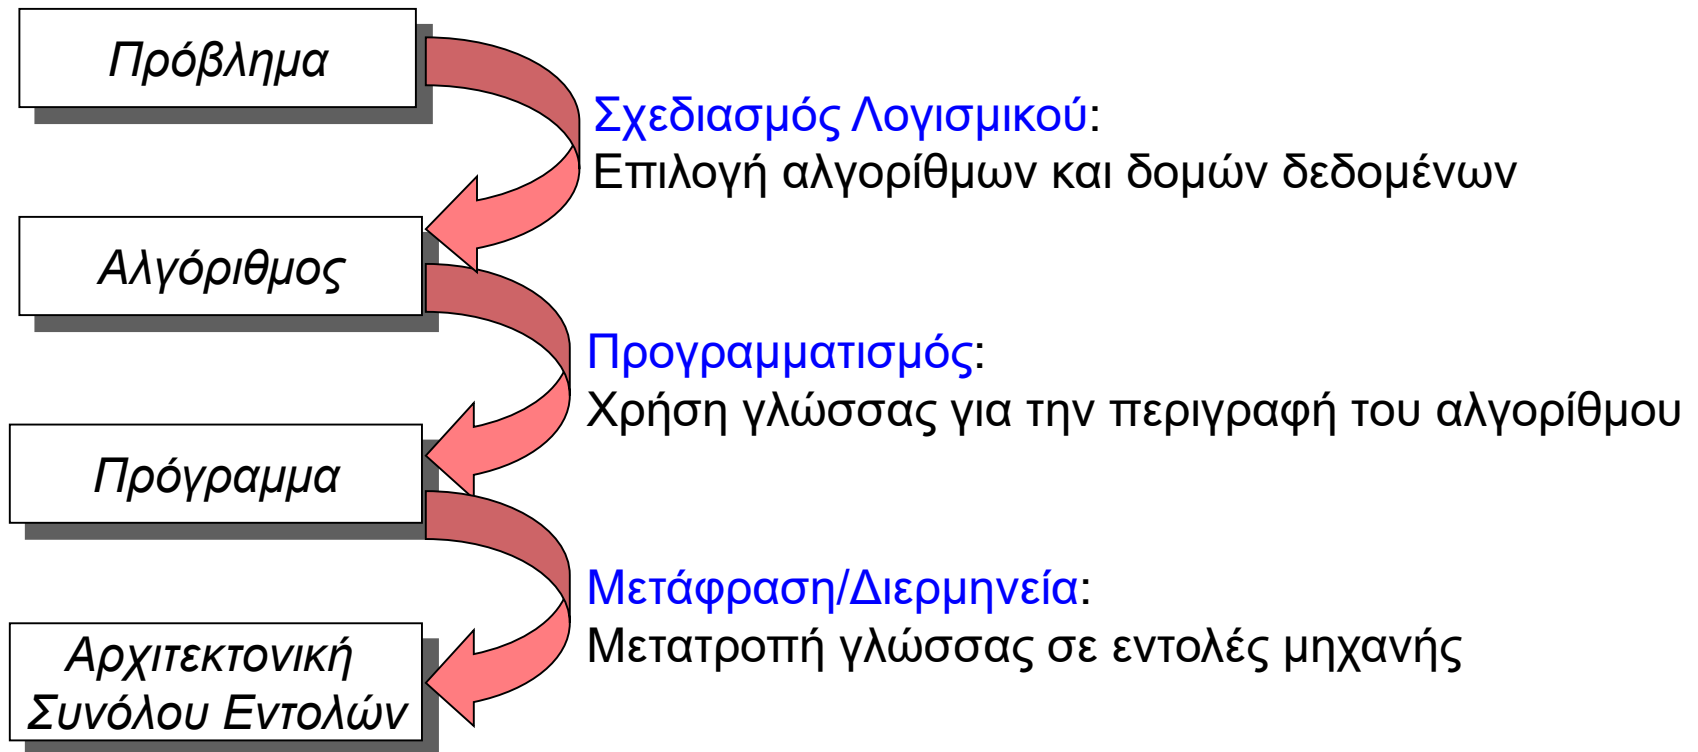 Πρόβλημα
Σχεδιασμός Λογισμικού:
Επιλογή αλγορίθμων και δομών δεδομένων
Αλγόριθμος
Προγραμματισμός:
Χρήση γλώσσας για την περιγραφή του αλγορίθμου
Πρόγραμμα
Μετάφραση/Διερμηνεία:
Μετατροπή γλώσσας σε εντολές μηχανής
Αρχιτεκτονική
Συνόλου Εντολών